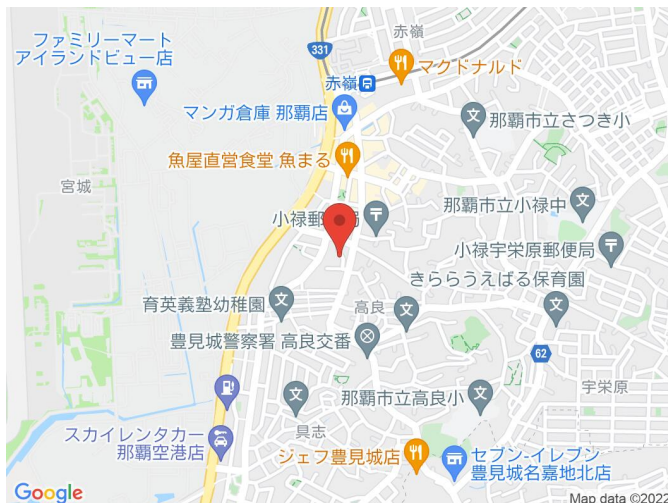 赤嶺
ファミリーマート
アイランドビュー店
331
赤嶺
マクドナルド
マンガ倉庫 那覇店
那覇市立さつき小
魚屋直営食堂 魚まる
宮城
小禄郵便局
那覇市立小禄中
小禄宇栄原郵便局
きららうえばる保育園
育英義塾幼稚園
高良
豊見城警察署 高良交番
62
宇栄原
那覇市立高良小
具志
スカイレンタカー
那覇空港店
ジェフ豊見城店
セブン-イレブン
豊見城名嘉地北店
Google
Map data ©2022